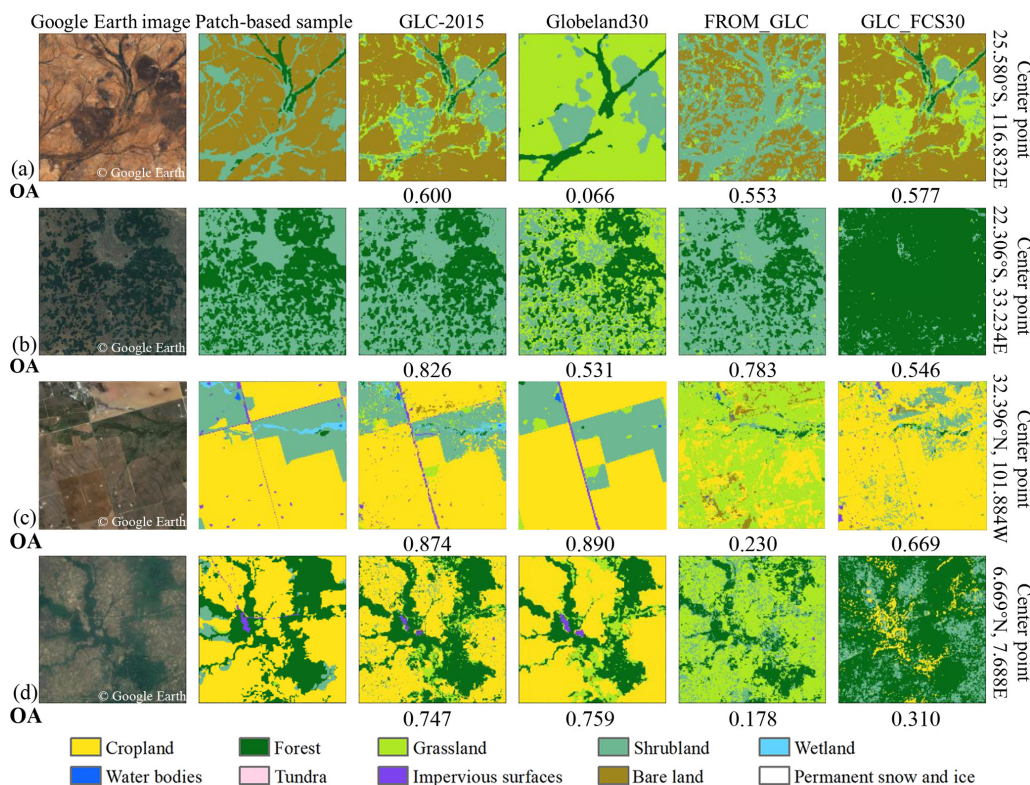 Google Earth image Patch-based sample GLC-2015 Globeland30 FROM_GLC GLC_FCS30
(a) © Google Earth
Center point
25.580°S, 116.832E
OA 0.600 0.066 0.553 0.577
(b) © Google Earth
Center point
22.306°S, 33.234E
OA 0.826 0.531 0.783 0.546
(c) © Google Earth
Center point
32.396°N, 101.884W
OA 0.874 0.890 0.230 0.669
(d) © Google Earth
Center point
6.669°N, 7.688E
OA 0.747 0.759 0.178 0.310
Cropland Forest Grassland Shrubland Wetland
Water bodies Tundra Impervious surfaces Bare land Permanent snow and ice